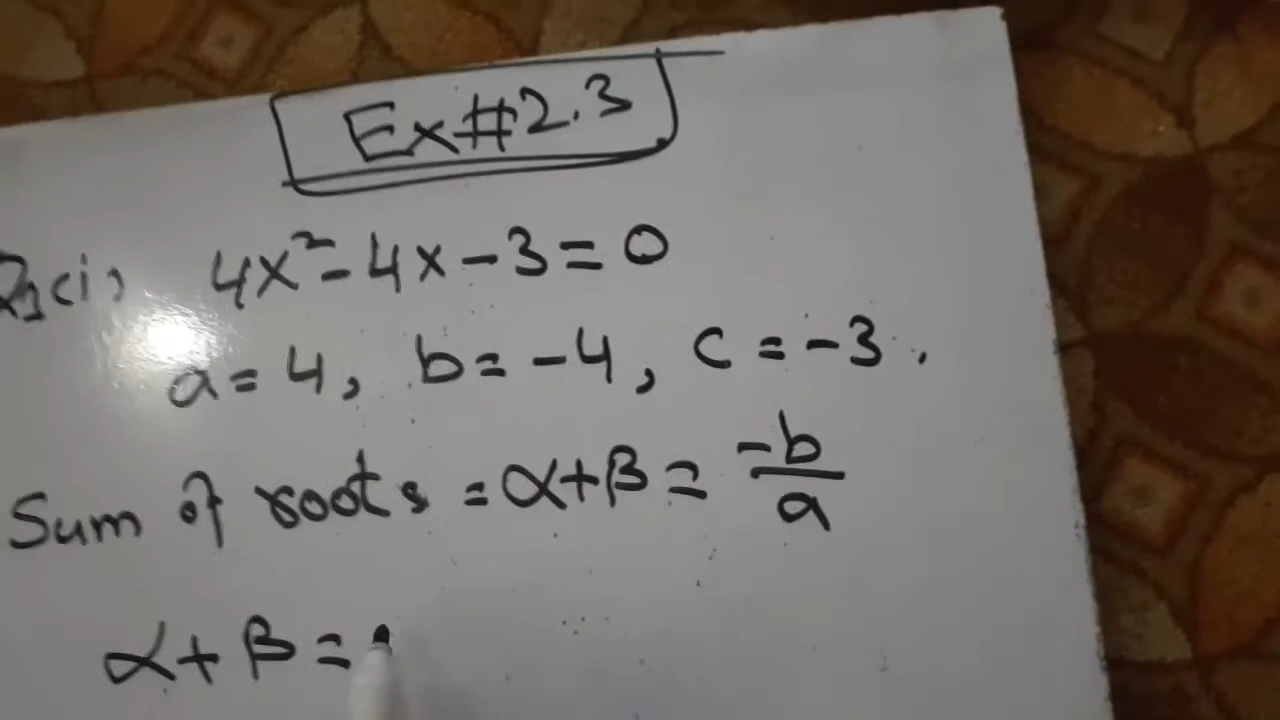 Ex#2.3
Q1(i) 4x² - 4x - 3 = 0
a = 4, b = -4, c = -3.
Sum of roots = α+β = -b/a
α + β =